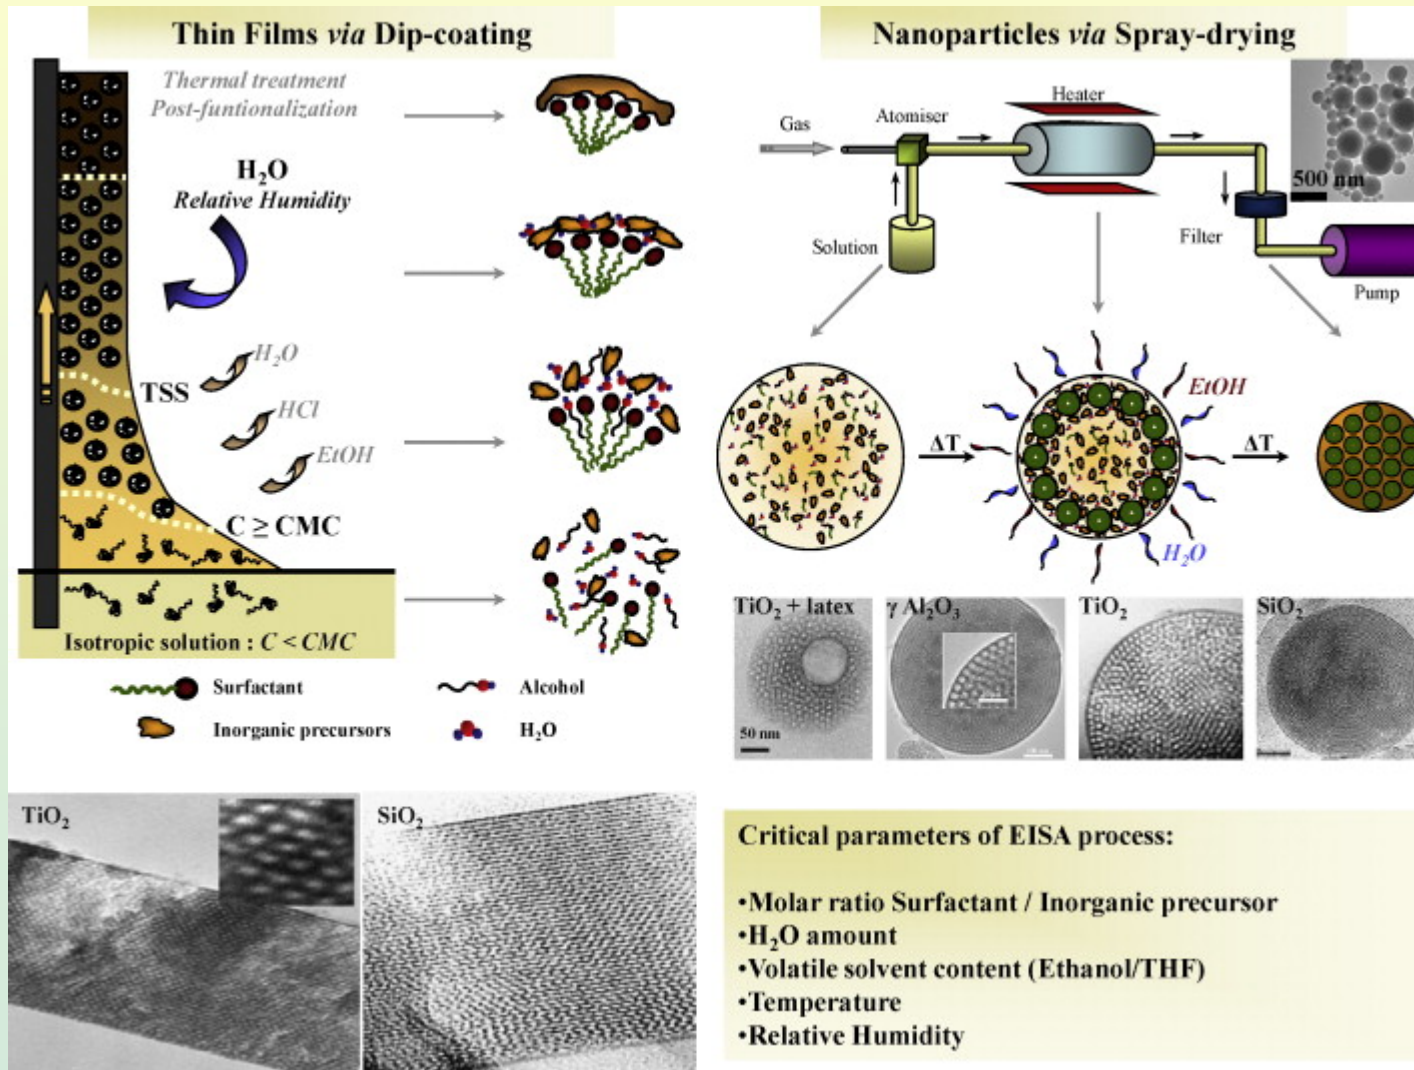 Thin Films via Dip-coating
Thermal treatment
Post-funtionalization
H₂O
Relative Humidity
H₂O
TSS
HCl
EtOH
C ≥ CMC
Isotropic solution : C < CMC
Surfactant
Alcohol
Inorganic precursors
H₂O
TiO₂
SiO₂
Nanoparticles via Spray-drying
Heater
Atomiser
Gas
500 nm
Solution
Filter
Pump
EtOH
ΔT
ΔT
H₂O
TiO₂ + latex
γ Al₂O₃
TiO₂
SiO₂
50 nm
Critical parameters of EISA process:
•Molar ratio Surfactant / Inorganic precursor
•H₂O amount
•Volatile solvent content (Ethanol/THF)
•Temperature
•Relative Humidity